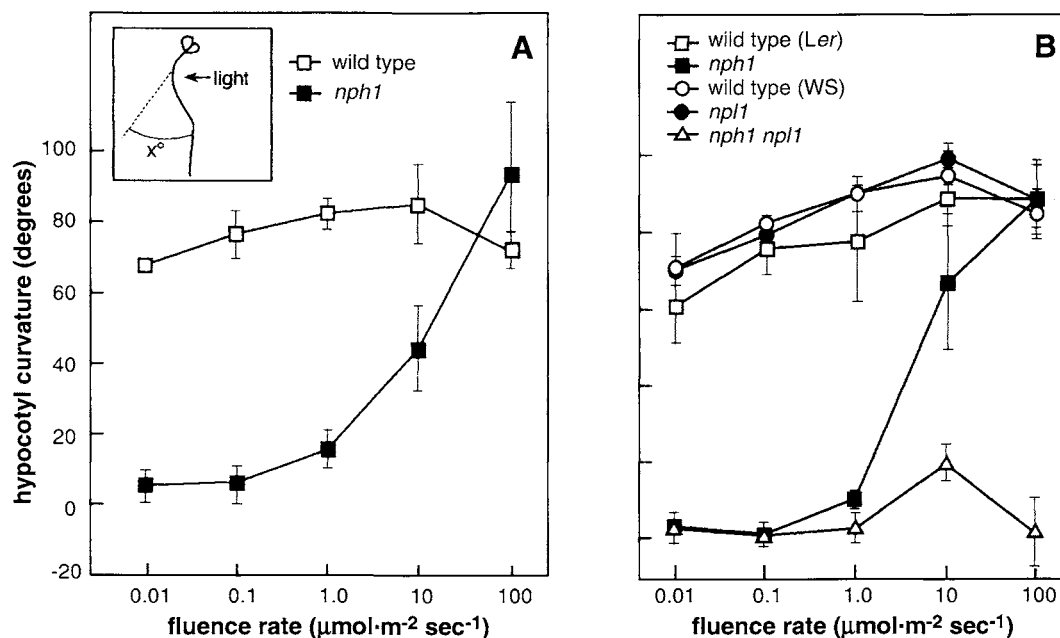 A
light
X°
wild type
nph1
hypocotyl curvature (degrees)
100
80
60
40
20
0
-20
0.01 0.1 1.0 10 100
fluence rate (µmol·m⁻² sec⁻¹)
B
wild type (Ler)
nph1
wild type (WS)
npl1
nph1 npl1
0.01 0.1 1.0 10 100
fluence rate (µmol·m⁻² sec⁻¹)